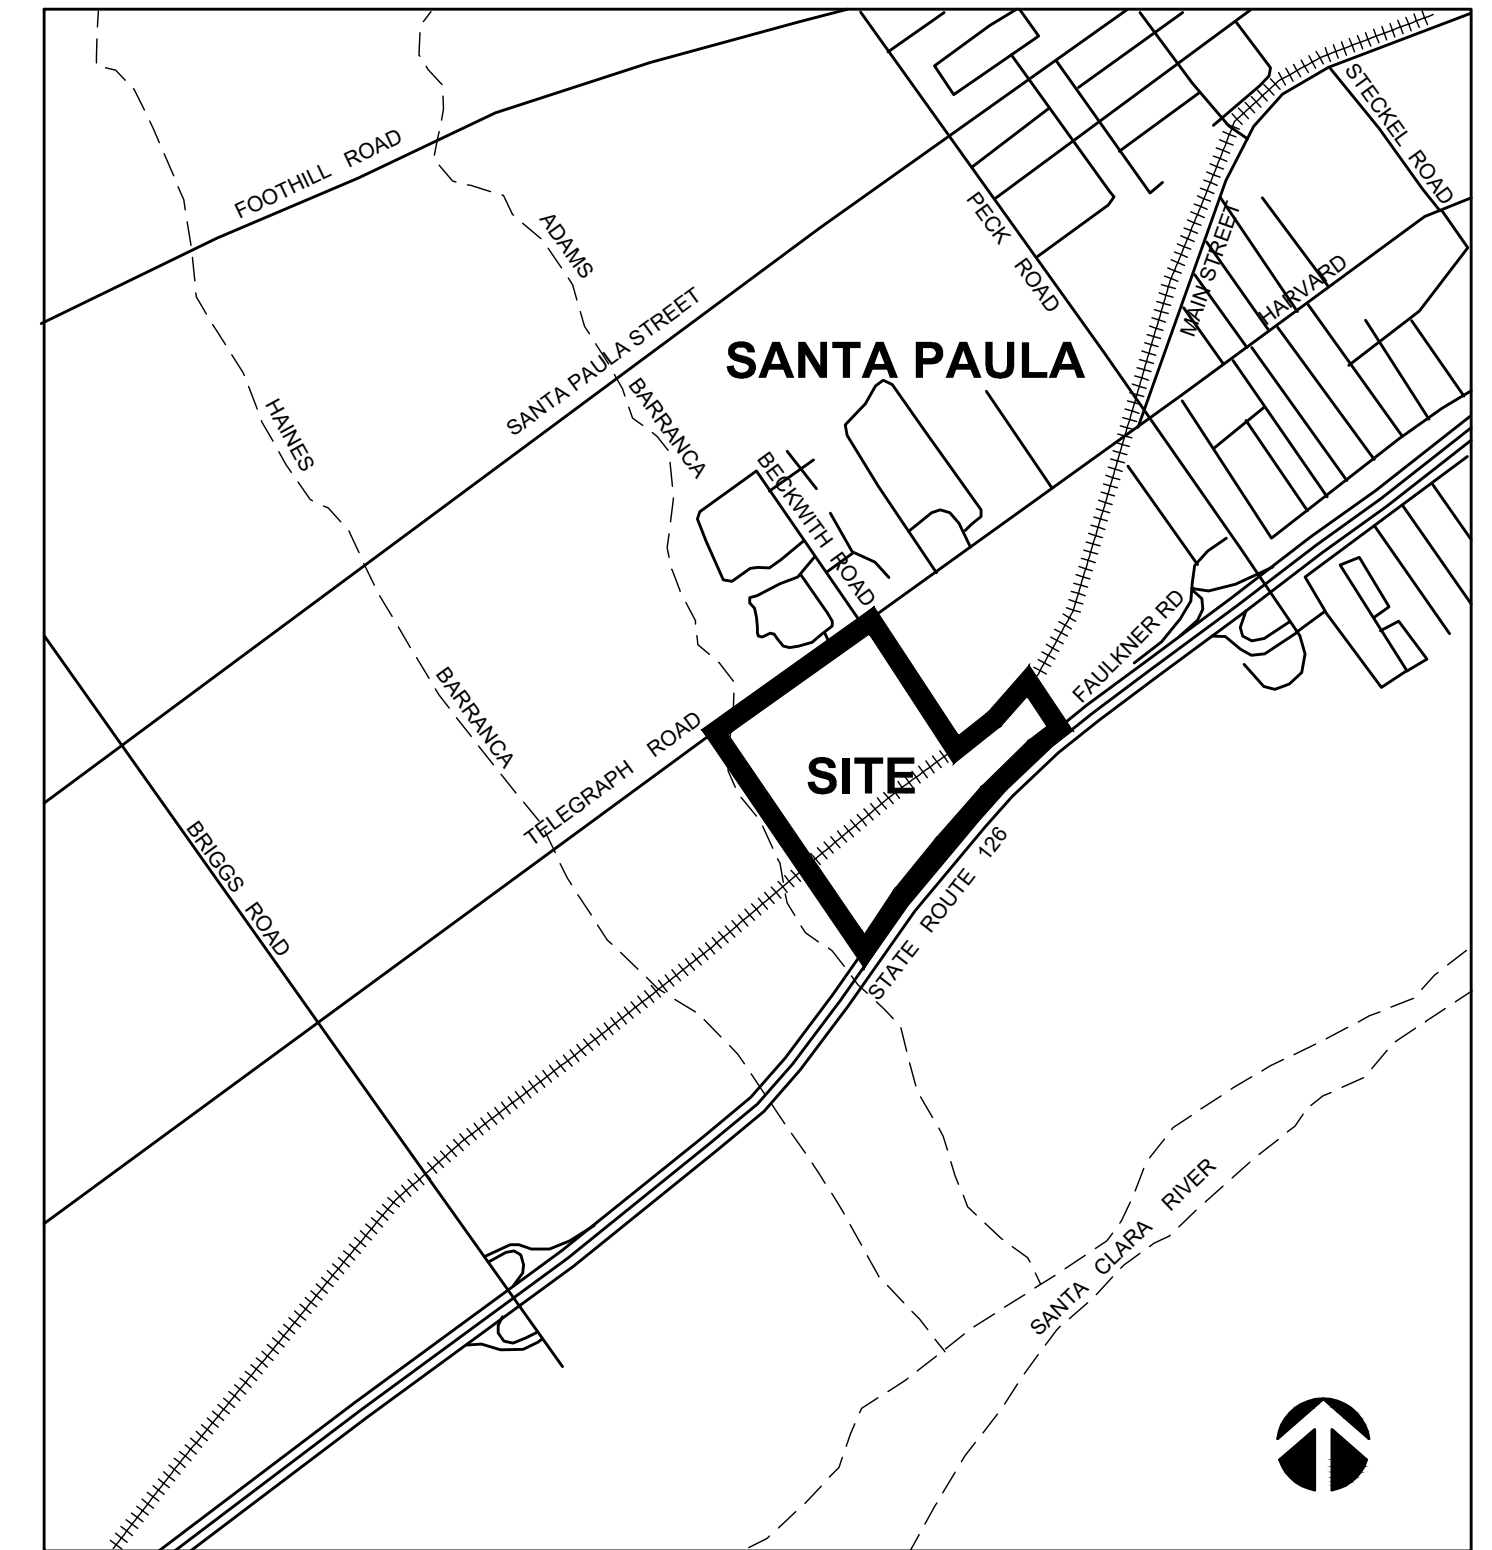 STECKEL ROAD
FOOTHILL ROAD
PECK ROAD
ADAMS BARRANCA
MAIN STREET
HARVARD
SANTA PAULA STREET
SANTA PAULA
HAINES BARRANCA
BECKWITH ROAD
FAULKNER RD
TELEGRAPH ROAD
SITE
BRIGGS ROAD
STATE ROUTE 126
SANTA CLARA RIVER